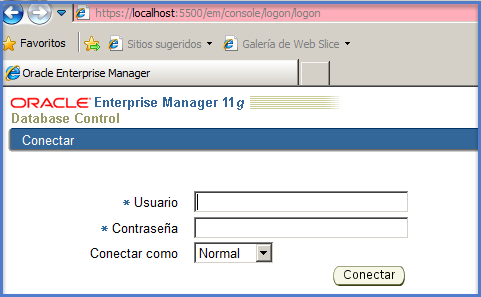 https://localhost:5500/em/console/logon/logon
Favoritos Sitios sugeridos Galería de Web Slice
Oracle Enterprise Manager
ORACLE Enterprise Manager 11g
Database Control
Conectar
* Usuario
* Contraseña
Conectar como Normal
Conectar